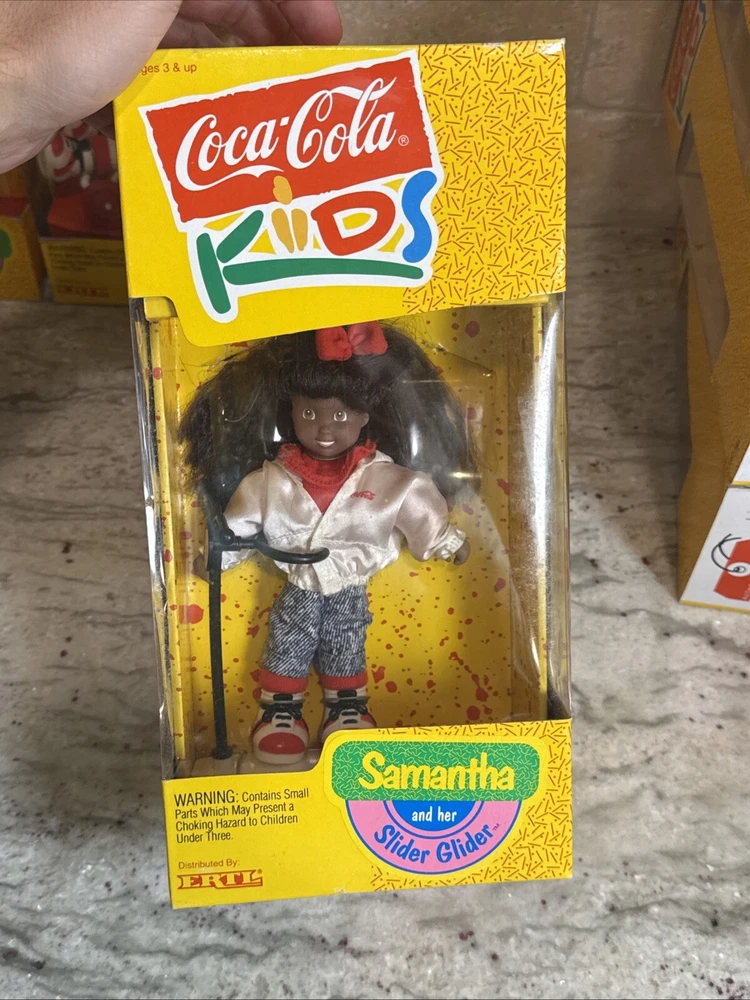 ges 3 & up
Coca-Cola®
KIDS
Samantha
and her
Slider Glider™
WARNING: Contains Small
Parts Which May Present a
Choking Hazard to Children
Under Three.
Distributed By:
ERTL®